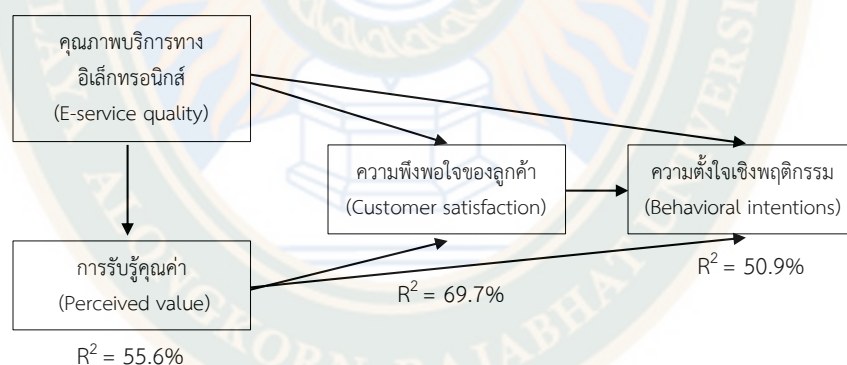 คุณภาพบริการทาง
อิเล็กทรอนิกส์
(E-service quality)
ความพึงพอใจของลูกค้า
(Customer satisfaction)
ความตั้งใจเชิงพฤติกรรม
(Behavioral intentions)
การรับรู้คุณค่า
(Perceived value)
R² = 50.9%
R² = 69.7%
R² = 55.6%
ALAYA ALONGKORN RAJABHAT UNIVERS